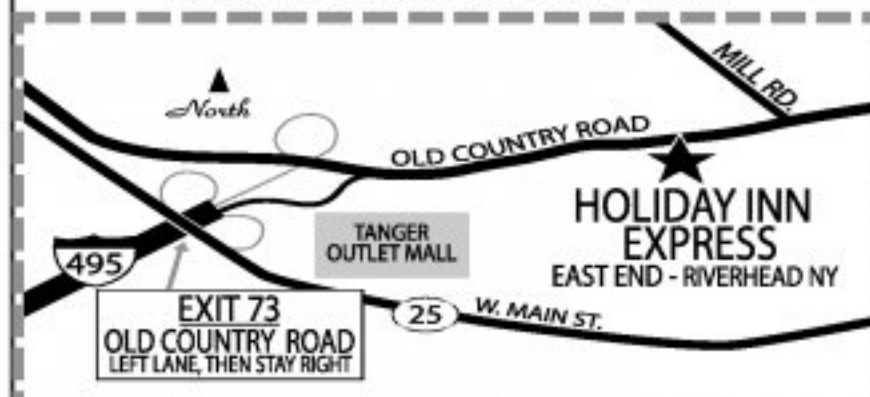 North
MILL RD.
OLD COUNTRY ROAD
HOLIDAY INN
EXPRESS
EAST END - RIVERHEAD NY
TANGER
OUTLET MALL
495
EXIT 73
OLD COUNTRY ROAD
LEFT LANE, THEN STAY RIGHT
25
W. MAIN ST.